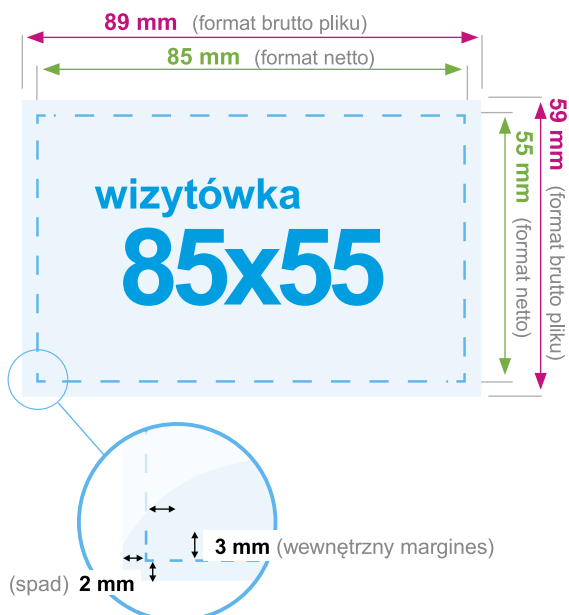 89 mm (format brutto pliku)
85 mm (format netto)
59 mm (format brutto pliku)
55 mm (format netto)
wizytówka
85x55
3 mm (wewnętrzny margines)
(spad) 2 mm